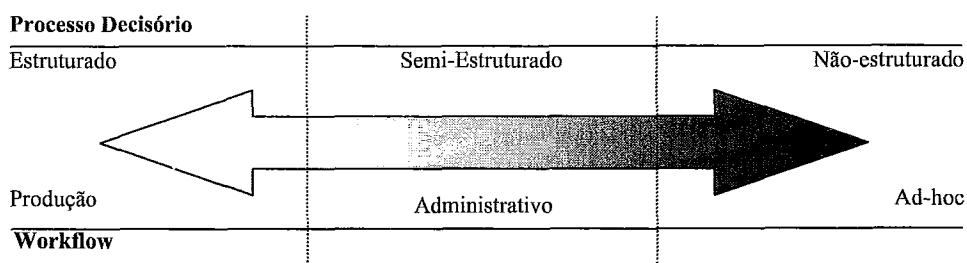 Processo Decisório
Estruturado Semi-Estruturado Não-estruturado
Produção Administrativo Ad-hoc
Workflow